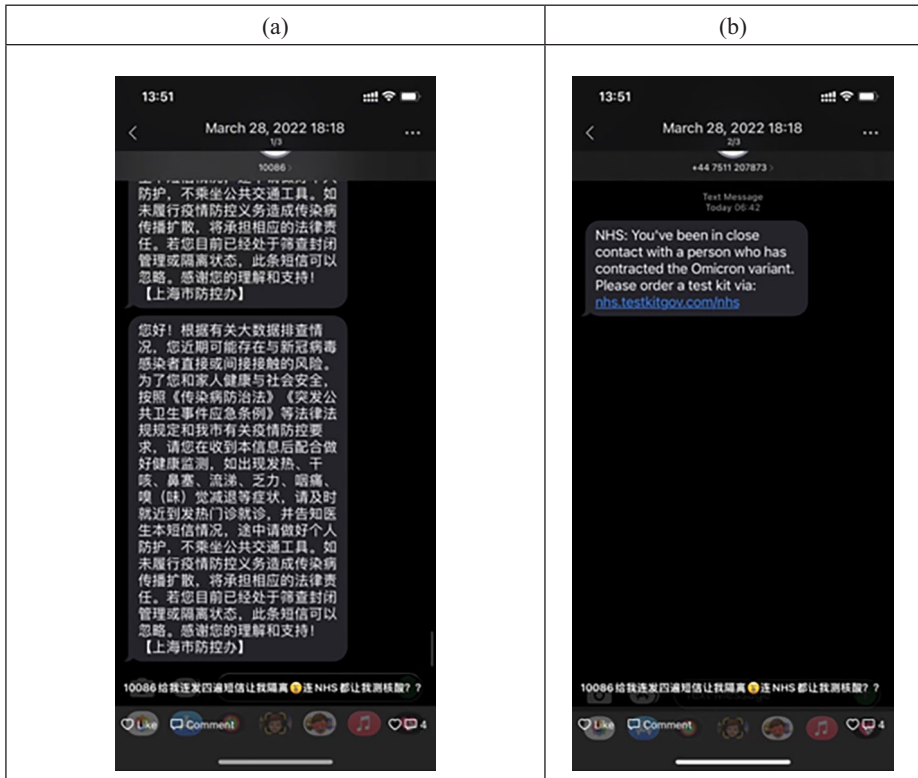 (a)
13:51
March 28, 2022 18:18
1/3
10086
防护，不乘坐公共交通工具。如
未履行疫情防控义务造成传染病
传播扩散，将承担相应的法律责
任。若您目前已经处于筛查封闭
管理或隔离状态，此条短信可以
忽略。感谢您的理解和支持！
【上海市防控办】
您好！根据有关大数据排查情
况，您近期可能存在与新冠病毒
感染者直接或间接接触的风险。
为了您和家人健康与社会安全，
按照《传染病防治法》《突发公
共卫生事件应急条例》等法律法
规规定和我市有关疫情防控要
求，请您在收到本信息后配合做
好健康监测，如出现发热、干
咳、鼻塞、流涕、乏力、咽痛、
嗅（味）觉减退等症状，请及时
就近到发热门诊就诊，并告知医
生本短信情况，途中请做好个人
防护，不乘坐公共交通工具。如
未履行疫情防控义务造成传染病
传播扩散，将承担相应的法律责
任。若您目前已经处于筛查封闭
管理或隔离状态，此条短信可以
忽略。感谢您的理解和支持！
【上海市防控办】
10086给我连发四遍短信让我隔离连NHS都让我测核酸？？
Like Comment 4
(b)
13:51
March 28, 2022 18:18
2/3
+44 7511 207873
Text Message
Today 06:42
NHS: You've been in close
contact with a person who has
contracted the Omicron variant.
Please order a test kit via:
nhs.testkitgov.com/nhs
10086给我连发四遍短信让我隔离连NHS都让我测核酸？？
Like Comment 4